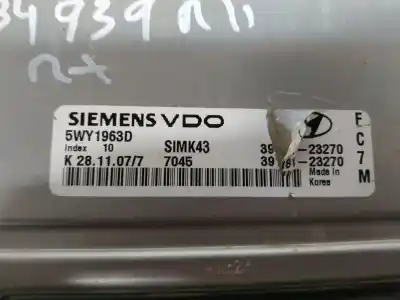 34939
SIEMENS VDO
5WY1963D
Index 10 SIMK43 -23270
K 28.11.07/7 7045 -23270
Made in
Korea
F
C
7
M